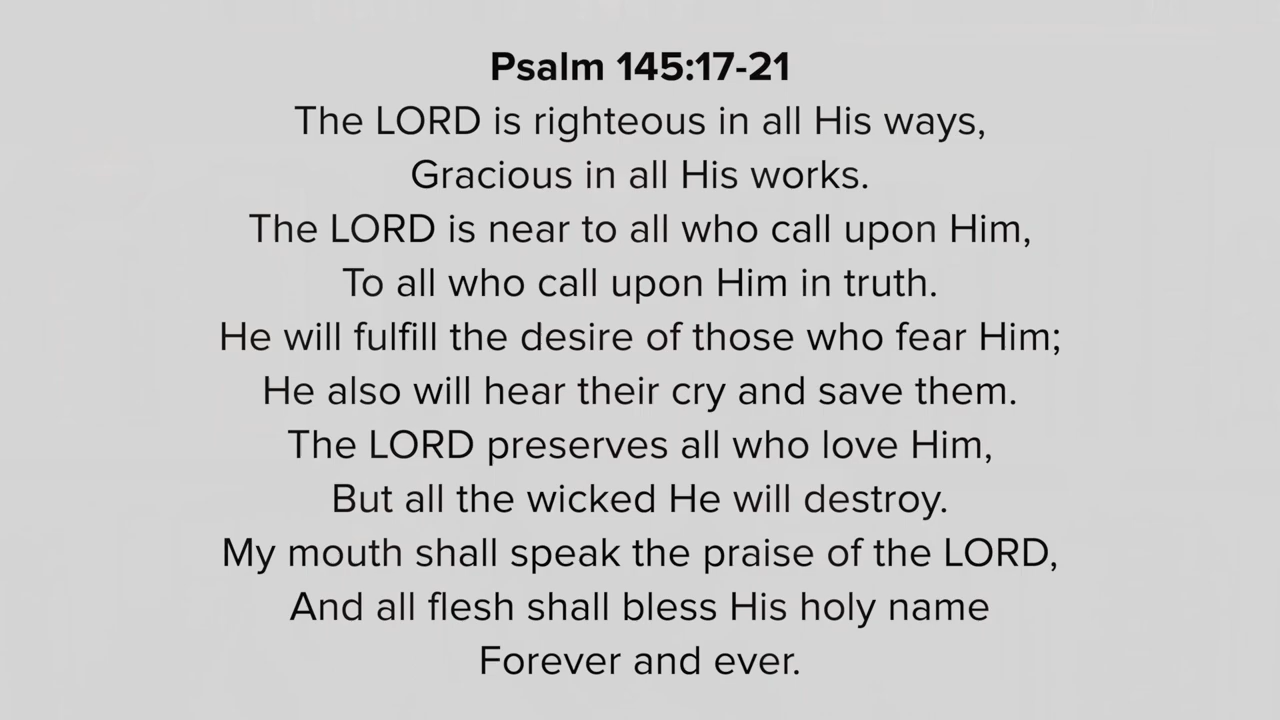 Psalm 145:17-21
The LORD is righteous in all His ways,
Gracious in all His works.
The LORD is near to all who call upon Him,
To all who call upon Him in truth.
He will fulfill the desire of those who fear Him;
He also will hear their cry and save them.
The LORD preserves all who love Him,
But all the wicked He will destroy.
My mouth shall speak the praise of the LORD,
And all flesh shall bless His holy name
Forever and ever.